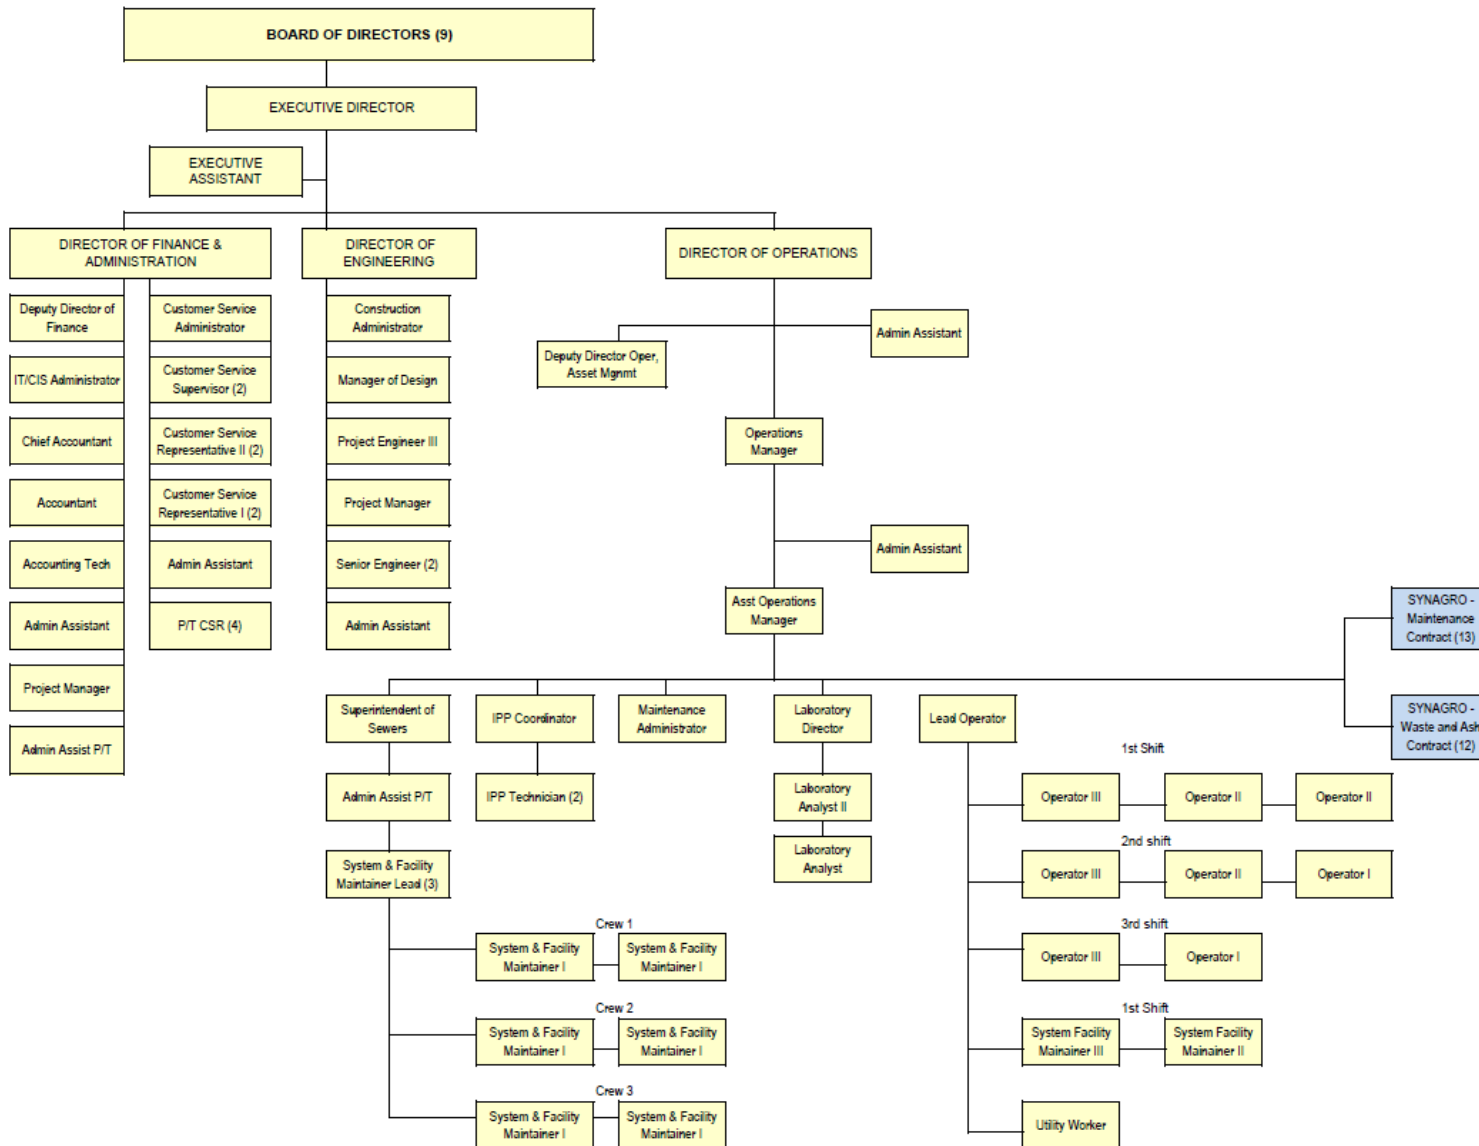 BOARD OF DIRECTORS (9)
EXECUTIVE DIRECTOR
EXECUTIVE
ASSISTANT
DIRECTOR OF FINANCE &
ADMINISTRATION
DIRECTOR OF
ENGINEERING
DIRECTOR OF OPERATIONS
Deputy Director of
Finance
IT/CIS Administrator
Chief Accountant
Accountant
Accounting Tech
Admin Assistant
Project Manager
Admin Assist P/T
Customer Service
Administrator
Customer Service
Supervisor (2)
Customer Service
Representative II (2)
Customer Service
Representative I (2)
Admin Assistant
P/T CSR (4)
Construction
Administrator
Manager of Design
Project Engineer III
Project Manager
Senior Engineer (2)
Admin Assistant
Admin Assistant
Deputy Director Oper,
Asset Mgnmt
Operations
Manager
Admin Assistant
Asst Operations
Manager
SYNAGRO -
Maintenance
Contract (13)
SYNAGRO -
Waste and Ash
Contract (12)
Superintendent of
Sewers
Admin Assist P/T
System & Facility
Maintainer Lead (3)
Crew 1
System & Facility
Maintainer I
System & Facility
Maintainer I
Crew 2
System & Facility
Maintainer I
System & Facility
Maintainer I
Crew 3
System & Facility
Maintainer I
System & Facility
Maintainer I
IPP Coordinator
IPP Technician (2)
Maintenance
Administrator
Laboratory
Director
Laboratory
Analyst II
Laboratory
Analyst
Lead Operator
1st Shift
Operator III
Operator II
Operator II
2nd shift
Operator III
Operator II
Operator I
3rd shift
Operator III
Operator I
1st Shift
System Facility
Mainainer III
System Facility
Mainainer II
Utility Worker